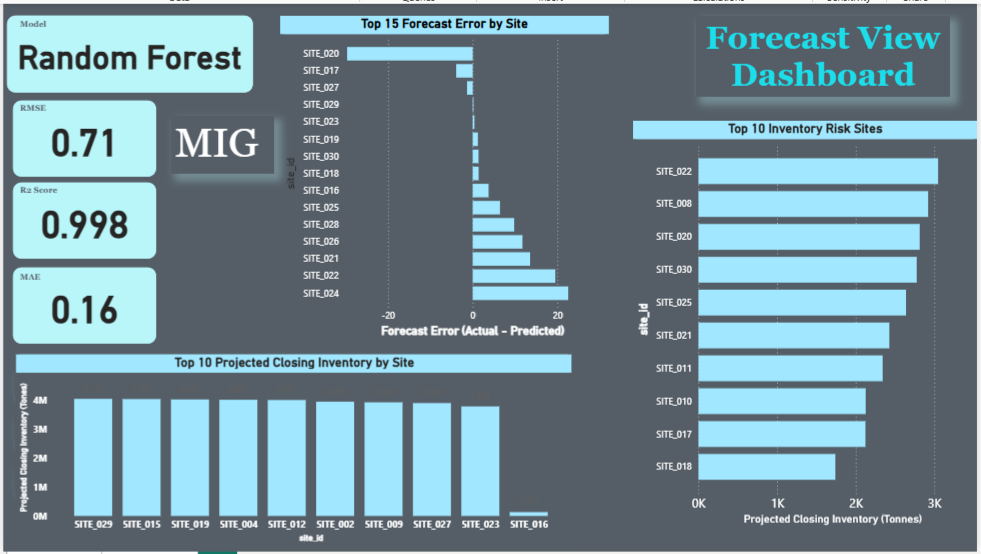 Model
Random Forest
RMSE
0.71
R2 Score
0.998
MAE
0.16
MIG
Top 15 Forecast Error by Site
SITE_020
SITE_017
SITE_027
SITE_029
SITE_023
SITE_019
SITE_030
SITE_018
SITE_016
SITE_025
SITE_028
SITE_026
SITE_021
SITE_022
SITE_024
site_id
-20 0 20
Forecast Error (Actual – Predicted)
Forecast View
Dashboard
Top 10 Inventory Risk Sites
SITE_022
SITE_008
SITE_020
SITE_030
SITE_025
SITE_021
SITE_011
SITE_010
SITE_017
SITE_018
site_id
0K 1K 2K 3K
Projected Closing Inventory (Tonnes)
Top 10 Projected Closing Inventory by Site
Projected Closing Inventory (Tonnes)
4M
3M
2M
1M
0M
SITE_029 SITE_015 SITE_019 SITE_004 SITE_012 SITE_002 SITE_009 SITE_027 SITE_023 SITE_016
site_id